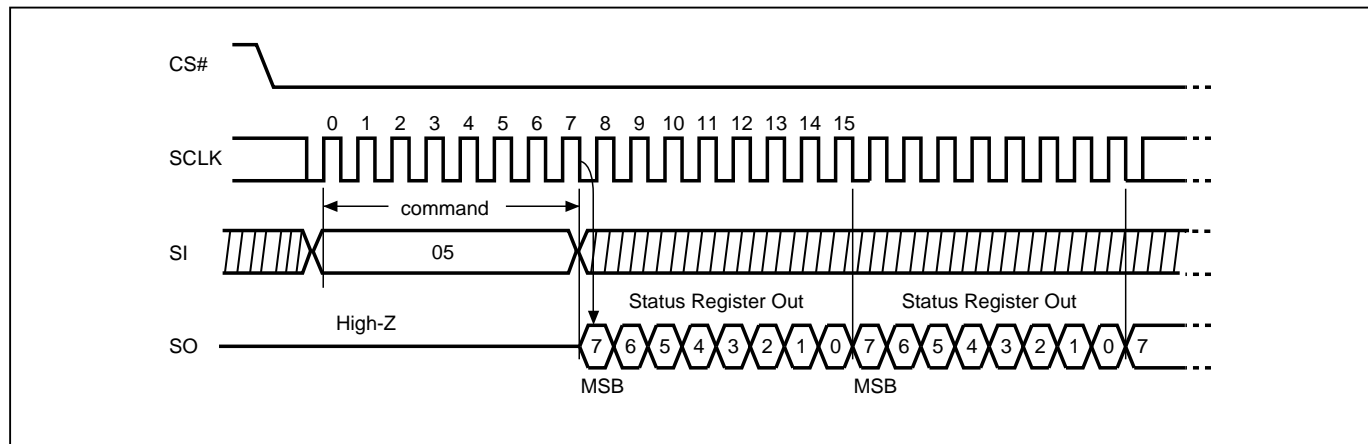 CS#
0 1 2 3 4 5 6 7 8 9 10 11 12 13 14 15
SCLK
command
SI
05
Status Register Out Status Register Out
High-Z
SO
7 6 5 4 3 2 1 0 7 6 5 4 3 2 1 0 7
MSB MSB